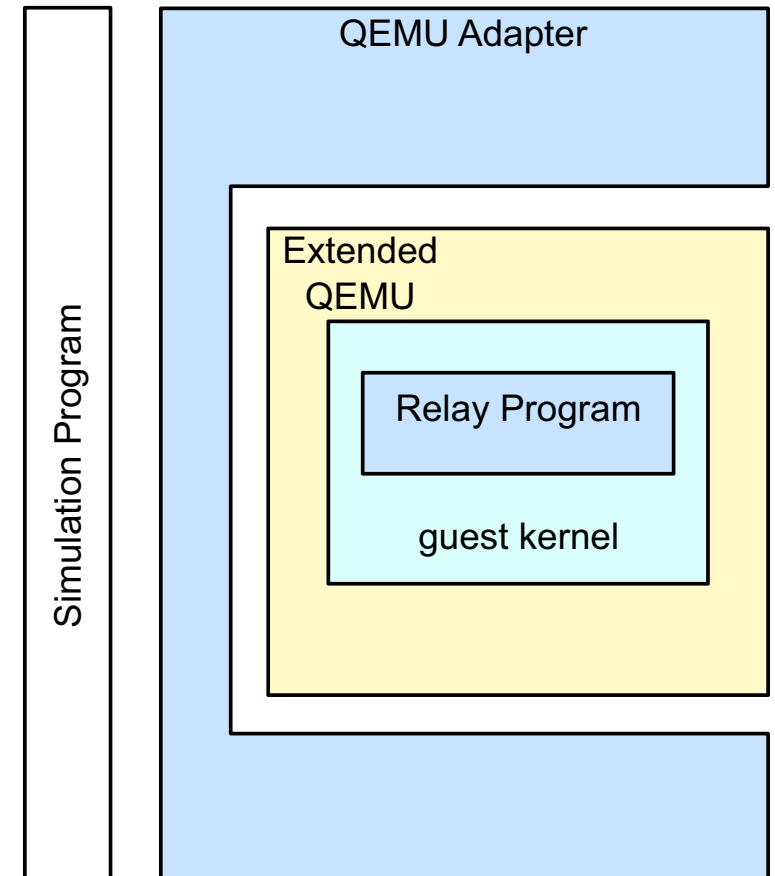 QEMU Adapter
Simulation Program
Extended
QEMU
Relay Program
guest kernel